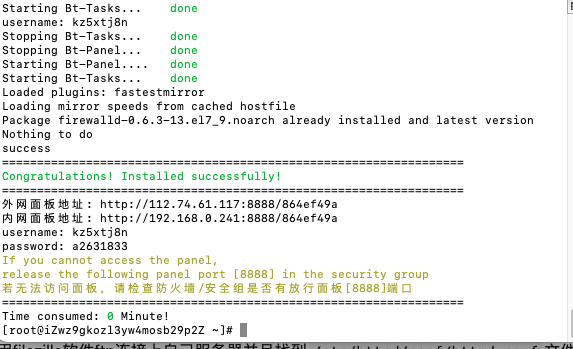 Starting Bt-Tasks... done
username: kz5xtj8n
Stopping Bt-Tasks... done
Stopping Bt-Panel... done
Starting Bt-Panel.... done
Starting Bt-Tasks... done
Loaded plugins: fastestmirror
Loading mirror speeds from cached hostfile
Package firewalld-0.6.3-13.el7_9.noarch already installed and latest version
Nothing to do
success
==================================================================
Congratulations! Installed successfully!
==================================================================
外网面板地址: http://112.74.61.117:8888/864ef49a
内网面板地址: http://192.168.0.241:8888/864ef49a
username: kz5xtj8n
password: a2631833
If you cannot access the panel,
release the following panel port [8888] in the security group
若无法访问面板，请检查防火墙/安全组是否有放行面板[8888]端口
==================================================================
Time consumed: 0 Minute!
[root@iZwz9gkozl3yw4mosb29p2Z ~]#